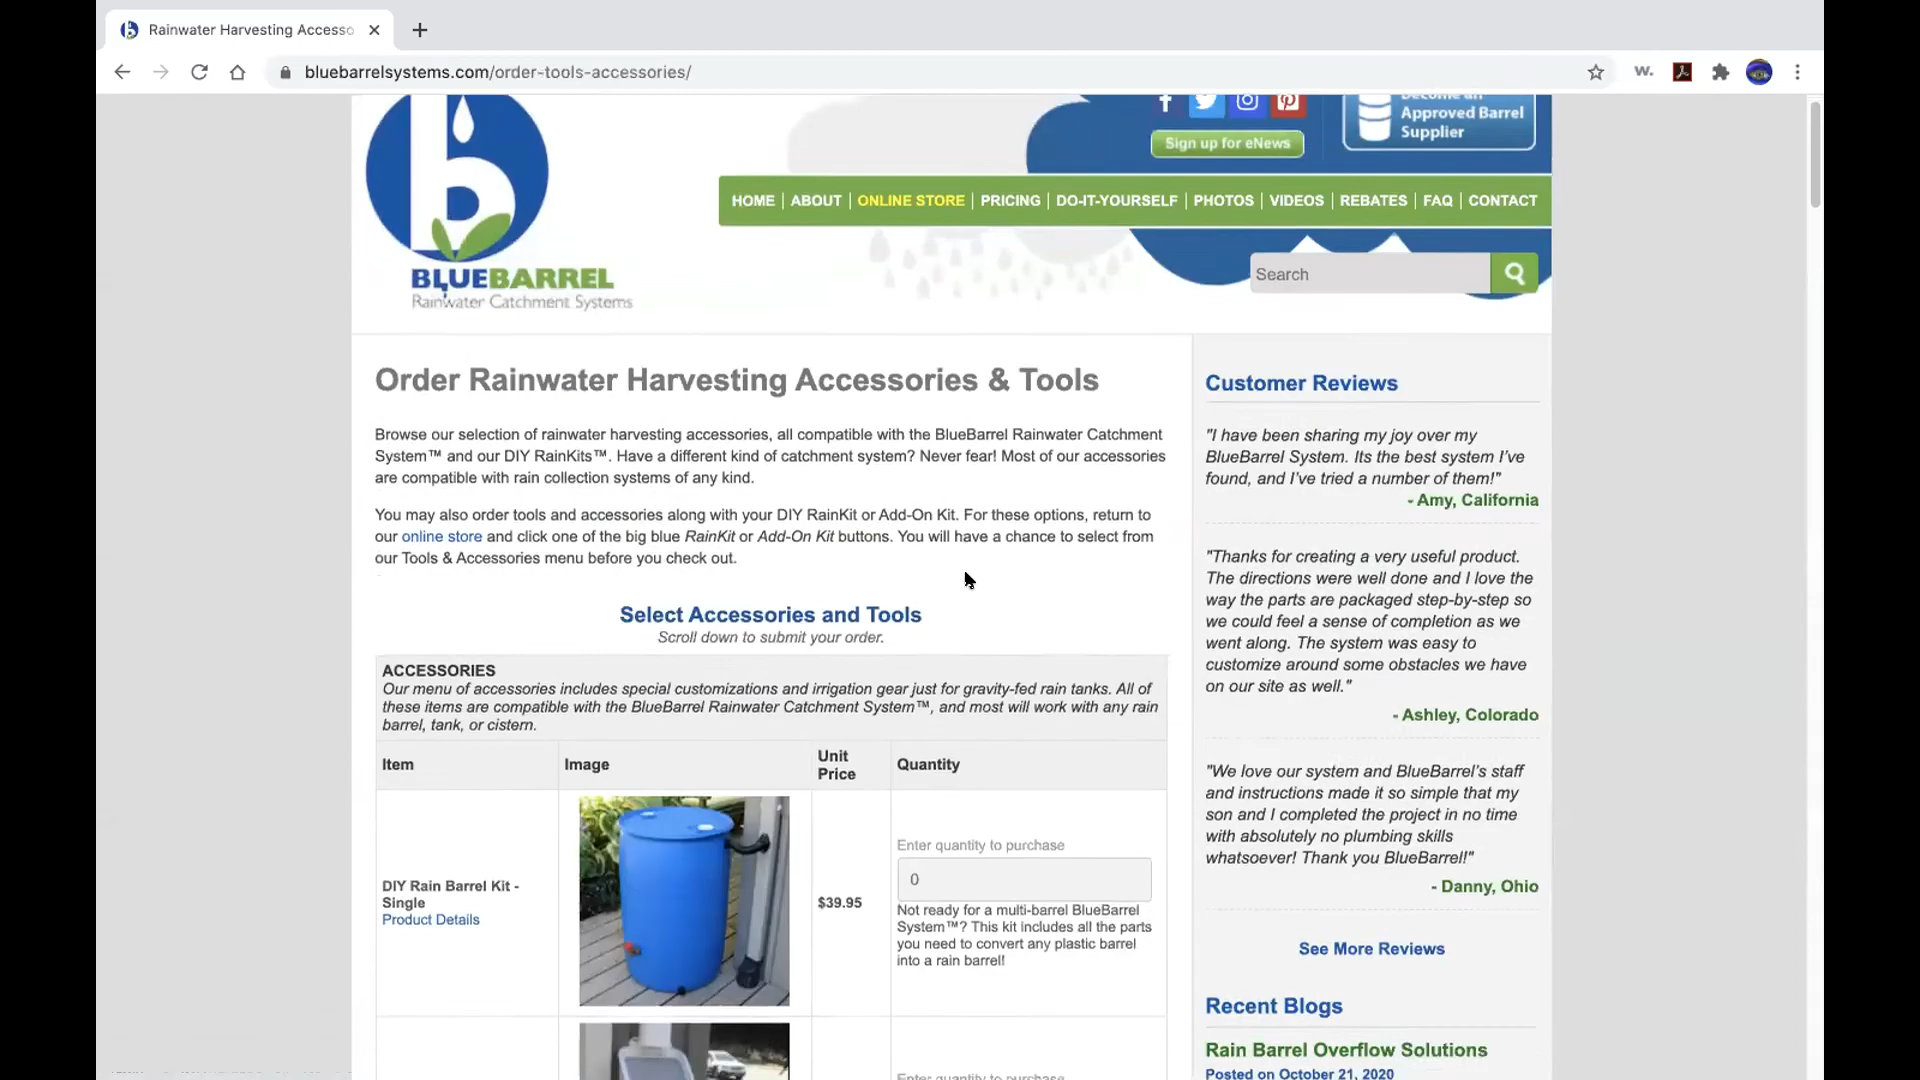 Rainwater Harvesting Accesso
bluebarrelsystems.com/order-tools-accessories/
w.
Approved Barrel
Supplier
Sign up for eNews
HOME | ABOUT | ONLINE STORE | PRICING | DO-IT-YOURSELF | PHOTOS | VIDEOS | REBATES | FAQ | CONTACT
Search
BLUEBARREL
Rainwater Catchment Systems
Order Rainwater Harvesting Accessories & Tools
Browse our selection of rainwater harvesting accessories, all compatible with the BlueBarrel Rainwater Catchment
System™ and our DIY RainKits™. Have a different kind of catchment system? Never fear! Most of our accessories
are compatible with rain collection systems of any kind.
You may also order tools and accessories along with your DIY RainKit or Add-On Kit. For these options, return to
our online store and click one of the big blue RainKit or Add-On Kit buttons. You will have a chance to select from
our Tools & Accessories menu before you check out.
Select Accessories and Tools
Scroll down to submit your order.
ACCESSORIES
Our menu of accessories includes special customizations and irrigation gear just for gravity-fed rain tanks. All of
these items are compatible with the BlueBarrel Rainwater Catchment System™, and most will work with any rain
barrel, tank, or cistern.
Item
Image
Unit
Price
Quantity
DIY Rain Barrel Kit -
Single
Product Details
$39.95
Enter quantity to purchase
0
Not ready for a multi-barrel BlueBarrel
System™? This kit includes all the parts
you need to convert any plastic barrel
into a rain barrel!
Enter quantity to purchase
Customer Reviews
"I have been sharing my joy over my
BlueBarrel System. Its the best system I've
found, and I've tried a number of them!"
- Amy, California
"Thanks for creating a very useful product.
The directions were well done and I love the
way the parts are packaged step-by-step so
we could feel a sense of completion as we
went along. The system was easy to
customize around some obstacles we have
on our site as well."
- Ashley, Colorado
"We love our system and BlueBarrel's staff
and instructions made it so simple that my
son and I completed the project in no time
with absolutely no plumbing skills
whatsoever! Thank you BlueBarrel!"
- Danny, Ohio
See More Reviews
Recent Blogs
Rain Barrel Overflow Solutions
Posted on October 21, 2020